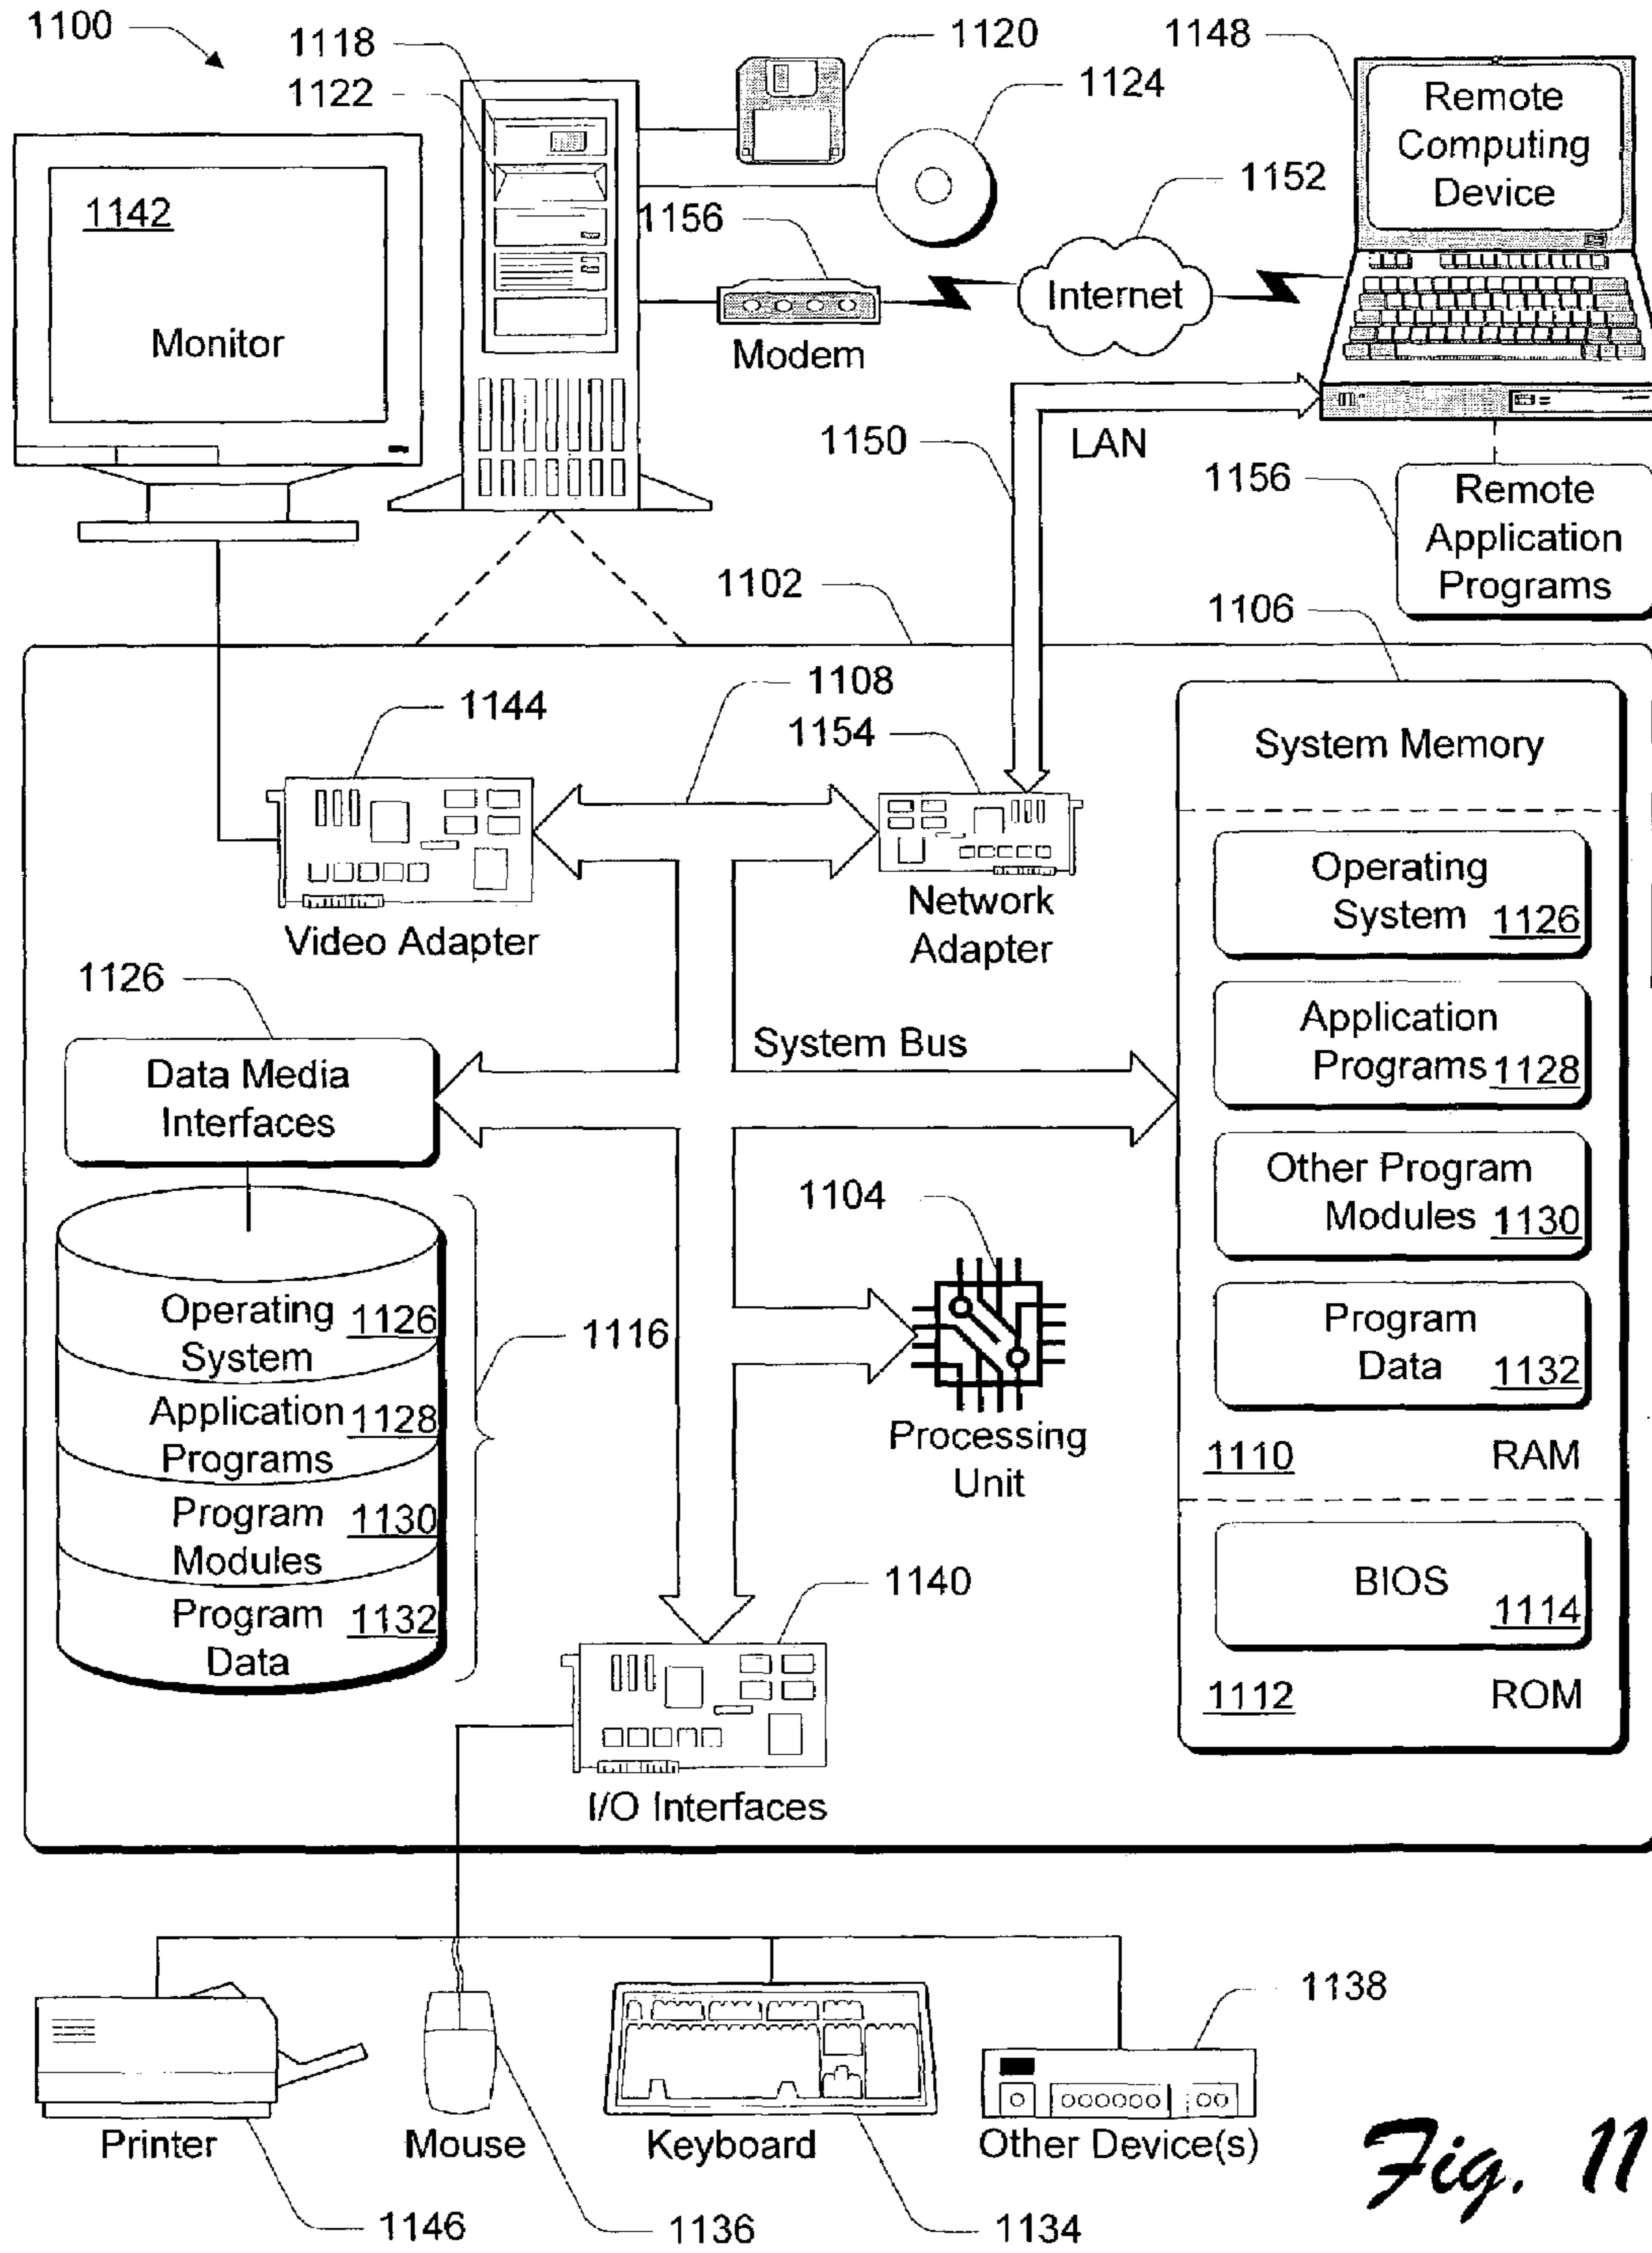 1100
1118
1122
1120
1124
1148
Remote
Computing
Device
1142
Monitor
1156
Modem
1152
Internet
1150
LAN
1156
Remote
Application
Programs
1102
1106
1108
1144
1154
System Memory
Video Adapter
Network
Adapter
Operating
System 1126
1126
Data Media
Interfaces
System Bus
Application
Programs 1128
Other Program
Modules 1130
1104
Processing
Unit
Program
Data 1132
1110 RAM
Operating 1126
System
Application 1128
Programs
Program 1130
Modules
Program 1132
Data
1116
1140
I/O Interfaces
BIOS
1114
1112 ROM
1138
Printer
Mouse
Keyboard
Other Device(s)
1146
1136
1134
Fig. 11